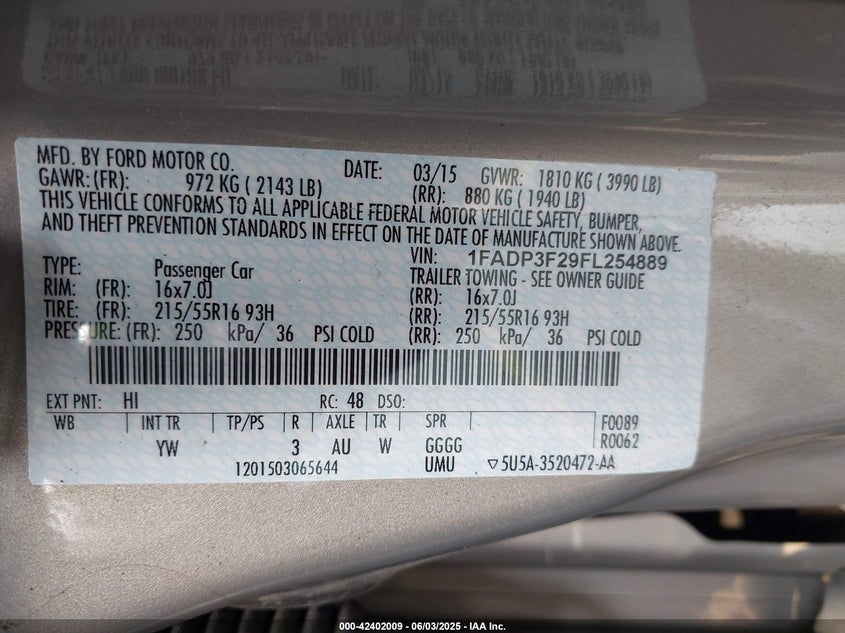 MFD. BY FORD MOTOR CO. DATE: 03/15 GVWR: 1810 KG ( 3990 LB)
GAWR: (FR): 972 KG ( 2143 LB) (RR): 880 KG ( 1940 LB)
THIS VEHICLE CONFORMS TO ALL APPLICABLE FEDERAL MOTOR VEHICLE SAFETY, BUMPER,
AND THEFT PREVENTION STANDARDS IN EFFECT ON THE DATE OF MANUFACTURE SHOWN ABOVE.
VIN: 1FADP3F29FL254889
TYPE: Passenger Car TRAILER TOWING - SEE OWNER GUIDE
RIM: (FR): 16x7.0J (RR): 16x7.0J
TIRE: (FR): 215/55R16 93H (RR): 215/55R16 93H
PRESSURE: (FR): 250 kPa/ 36 PSI COLD (RR): 250 kPa/ 36 PSI COLD
EXT PNT: HI RC: 48 DSO:
WB INT TR TP/PS R AXLE TR SPR F0089
YW 3 AU W GGGG R0062
1201503065644 UMU ▽5U5A-3520472-AA
000-42402009 - 06/03/2025 - IAA Inc.